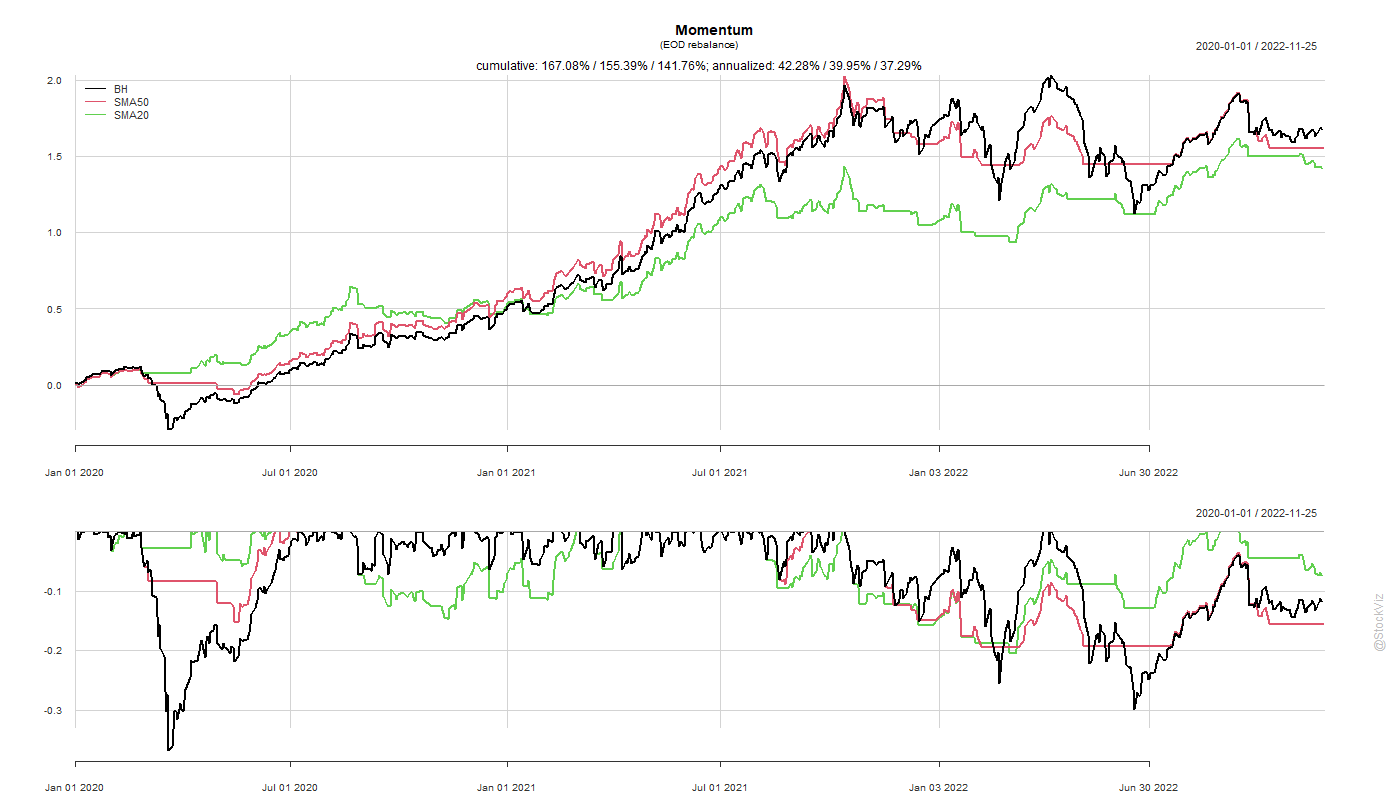 Momentum
(EOD rebalance)
2020-01-01 / 2022-11-25
cumulative: 167.08% / 155.39% / 141.76%; annualized: 42.28% / 39.95% / 37.29%
BH
SMA50
SMA20
2.0
1.5
1.0
0.5
0.0
Jan 01 2020 Jul 01 2020 Jan 01 2021 Jul 01 2021 Jan 03 2022 Jun 30 2022
2020-01-01 / 2022-11-25
-0.1
-0.2
-0.3
Jan 01 2020 Jul 01 2020 Jan 01 2021 Jul 01 2021 Jan 03 2022 Jun 30 2022
@StockViz